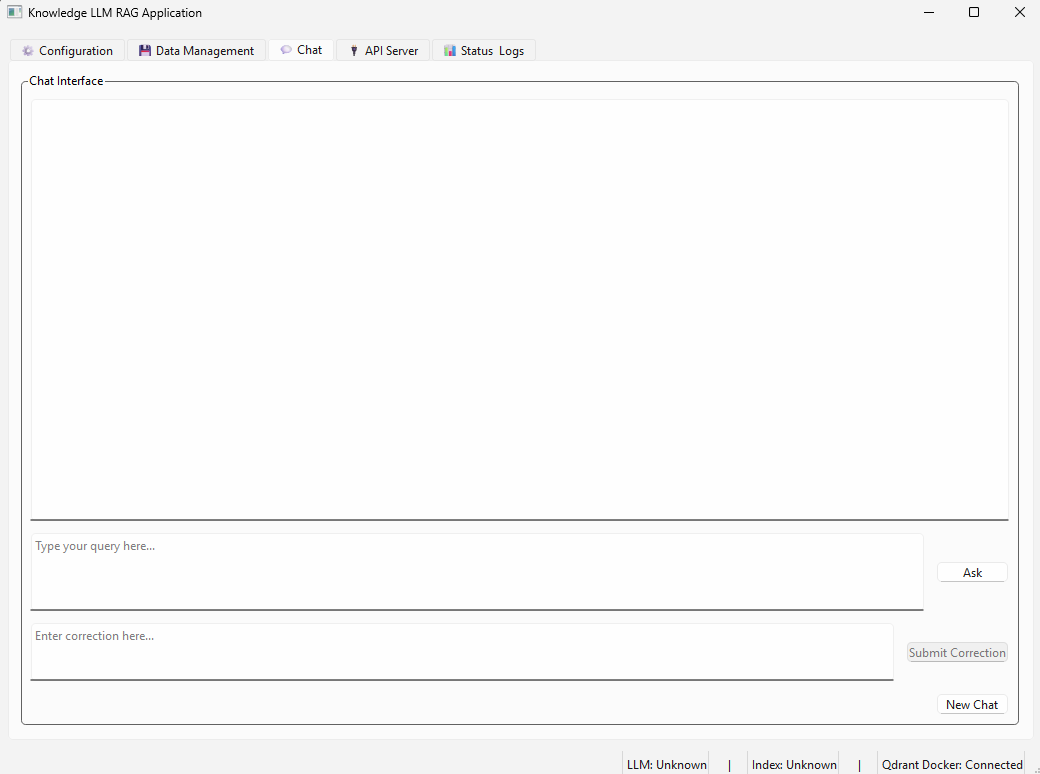 Knowledge LLM RAG Application
Configuration Data Management Chat API Server Status Logs
Chat Interface
Type your query here...
Ask
Enter correction here...
Submit Correction
New Chat
LLM: Unknown | Index: Unknown | Qdrant Docker: Connected